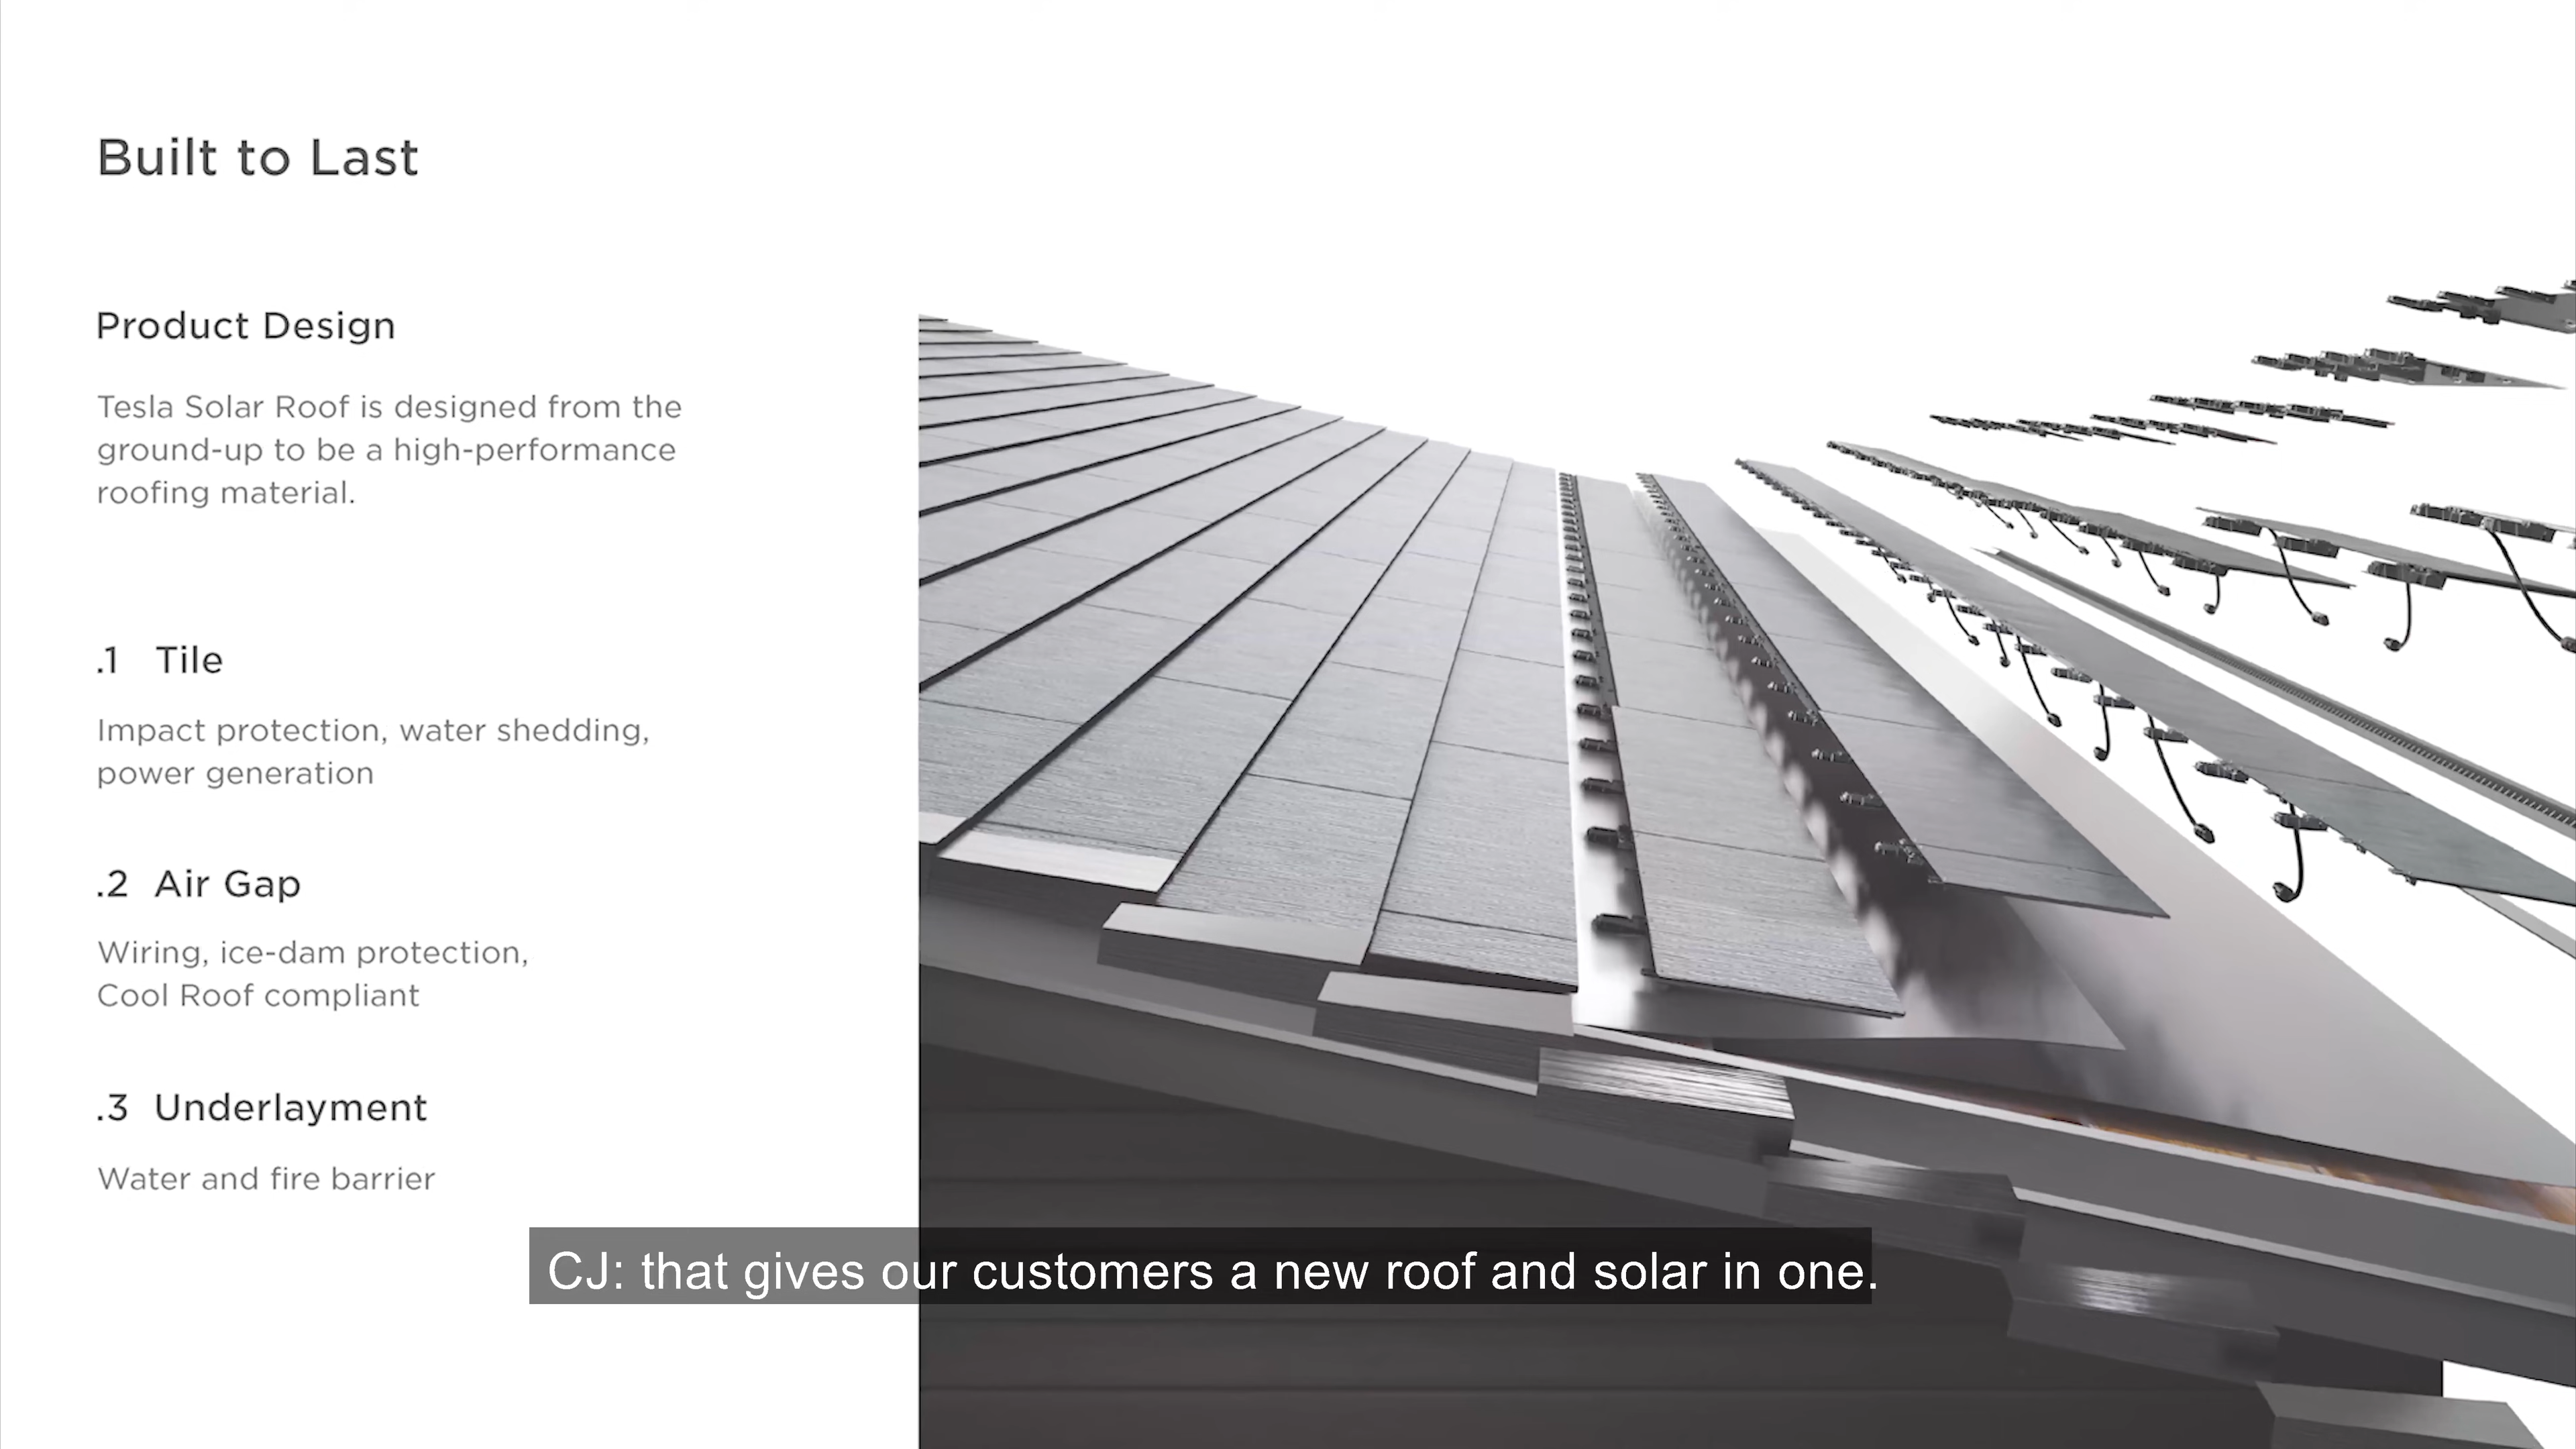 Built to Last
Product Design
Tesla Solar Roof is designed from the
ground-up to be a high-performance
roofing material.
.1 Tile
Impact protection, water shedding,
power generation
.2 Air Gap
Wiring, ice-dam protection,
Cool Roof compliant
.3 Underlayment
Water and fire barrier
CJ: that gives our customers a new roof and solar in one.